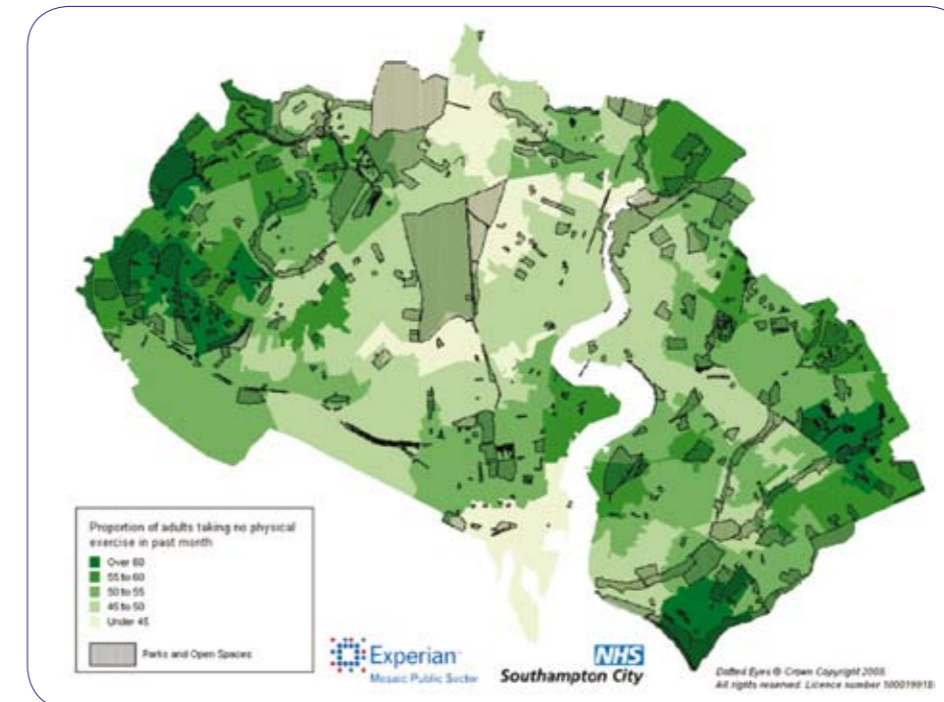 Proportion of adults taking no physical
exercise in past month
Over 60
55 to 60
50 to 55
45 to 50
Under 45
Parks and Open Spaces
Experian™
Mosaic Public Sector
NHS
Southampton City
Dotted Eyes © Crown Copyright 2008.
All rights reserved. Licence number 100019918